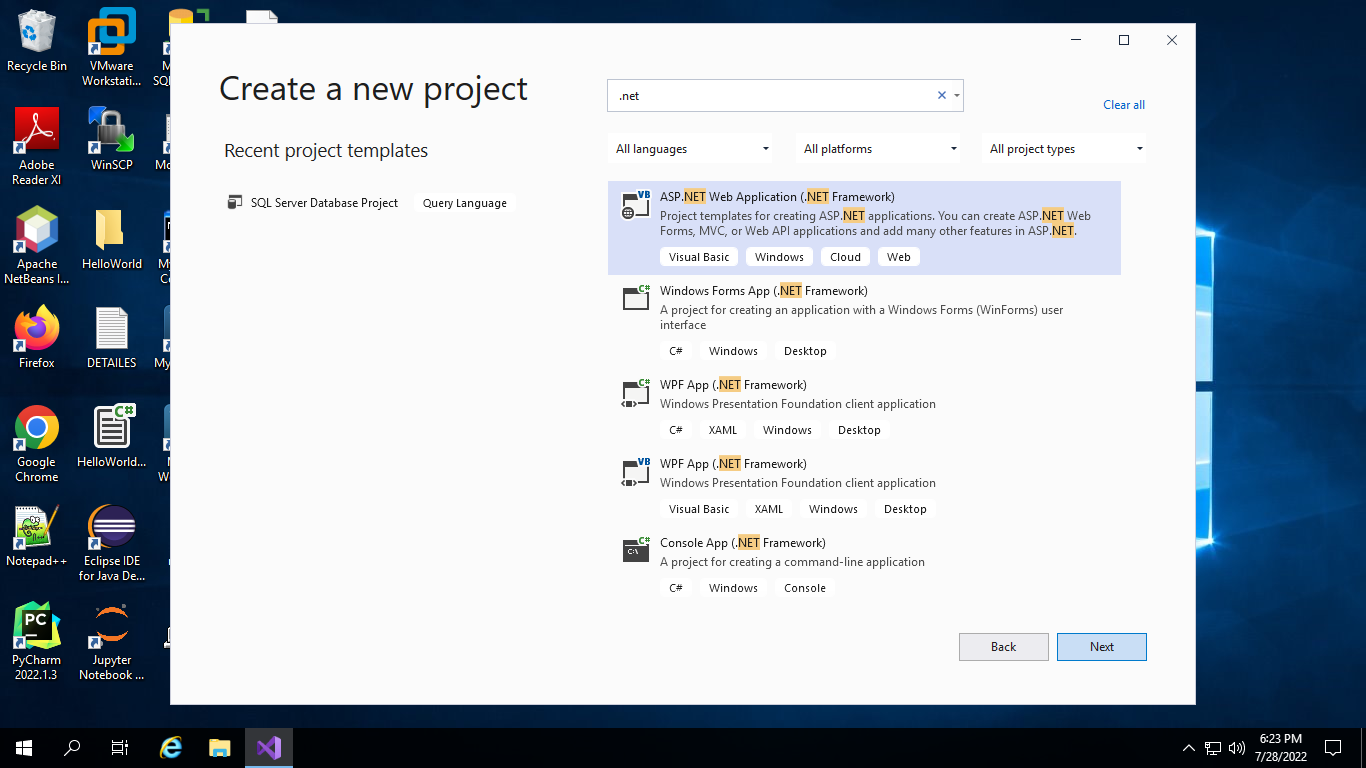 Recycle Bin
VMware
Workstati...
Adobe
Reader XI
WinSCP
Apache
NetBeans I...
HelloWorld
Firefox
DETAILES
Google
Chrome
HelloWorld...
Notepad++
Eclipse IDE
for Java De...
PyCharm
2022.1.3
Jupyter
Notebook ...
Create a new project
.net
Clear all
Recent project templates
All languages
All platforms
All project types
SQL Server Database Project
Query Language
ASP.NET Web Application (.NET Framework)
Project templates for creating ASP.NET applications. You can create ASP.NET Web
Forms, MVC, or Web API applications and add many other features in ASP.NET.
Visual Basic
Windows
Cloud
Web
Windows Forms App (.NET Framework)
A project for creating an application with a Windows Forms (WinForms) user
interface
C#
Windows
Desktop
WPF App (.NET Framework)
Windows Presentation Foundation client application
C#
XAML
Windows
Desktop
WPF App (.NET Framework)
Windows Presentation Foundation client application
Visual Basic
XAML
Windows
Desktop
Console App (.NET Framework)
A project for creating a command-line application
C#
Windows
Console
Back
Next
6:23 PM
7/28/2022